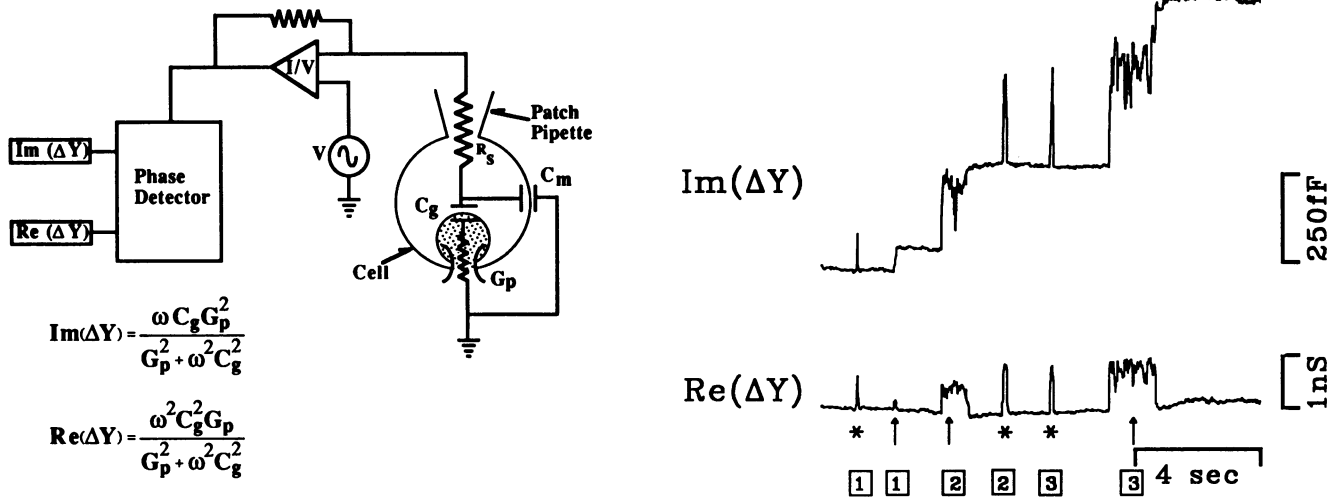 I/V
Patch
Pipette
R_S
V
Im (ΔY)
Phase
Detector
Re (ΔY)
C_m
C_g
Cell
G_p
Im(ΔY) = ωC_gG_p^2 / (G_p^2 + ω^2C_g^2)
Re(ΔY) = ω^2C_g^2G_p / (G_p^2 + ω^2C_g^2)
Im(ΔY)
250fF
Re(ΔY)
1nS
* * *
1 1 2 2 3 3 4 sec